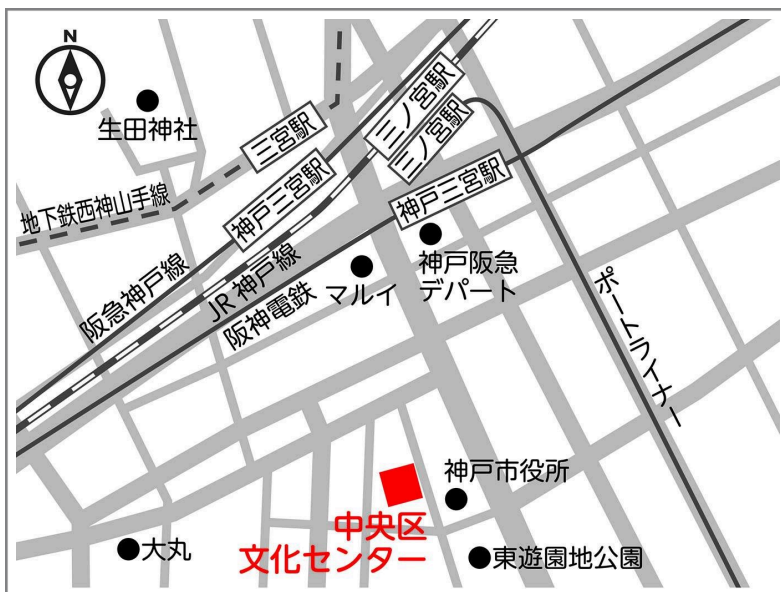 N
生田神社
三宮駅
三ノ宮駅
三ノ宮駅
神戸三宮駅
神戸三宮駅
地下鉄西神山手線
阪急神戸線
JR神戸線
阪神電鉄
マルイ
神戸阪急
デパート
ポートライナー
神戸市役所
中央区
文化センター
大丸
東遊園地公園